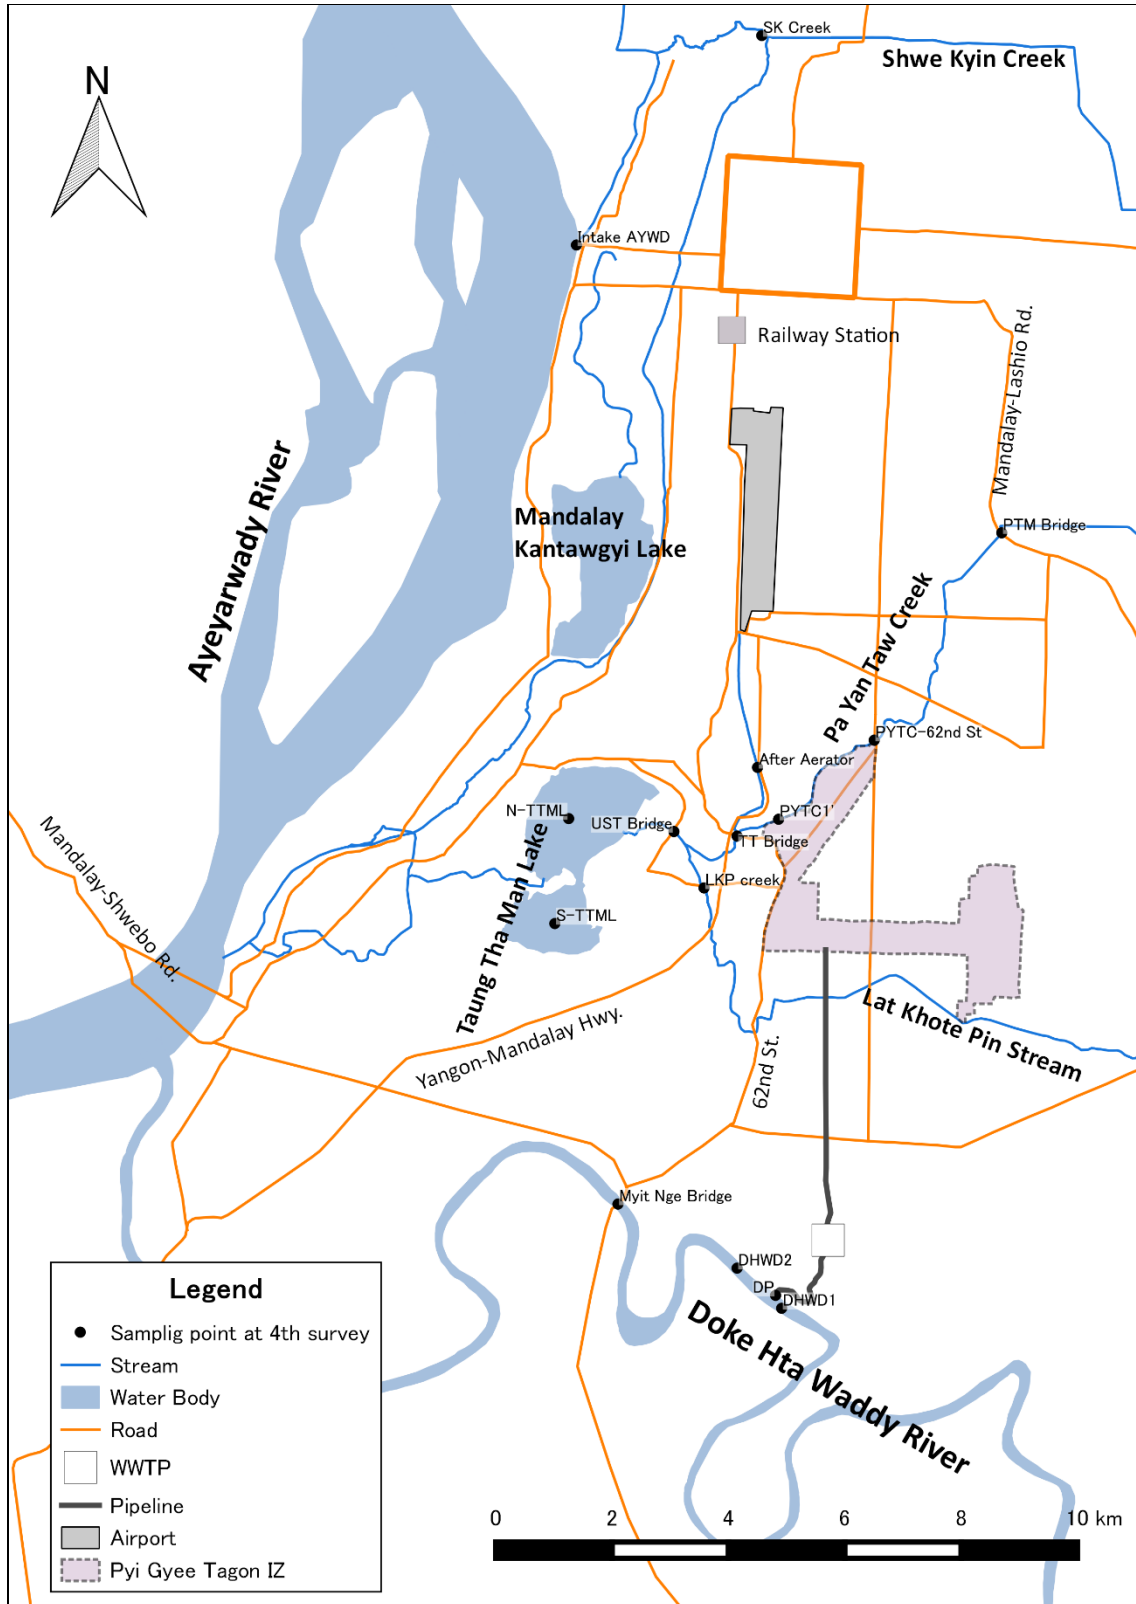 SK Creek
Shwe Kyin Creek
N
Intake AYWD
Railway Station
Mandalay-Lashio Rd.
Ayeyarwady River
Mandalay
Kantawgyi Lake
PTM Bridge
Pa Yan Taw Creek
PYTC-62nd St
After Aerator
N-TTML
UST Bridge
PYTC1'
TT Bridge
Mandalay-Shwebo Rd.
LKP creek
S-TTML
Taung Tha Man Lake
Lat Khote Pin Stream
Yangon-Mandalay Hwy.
62nd St.
Myit Nge Bridge
DHWD2
DP
DHWD1
Doke Hta Waddy River
Legend
Samplig point at 4th survey
Stream
Water Body
Road
WWTP
Pipeline
Airport
Pyi Gyee Tagon IZ
0 2 4 6 8 10 km